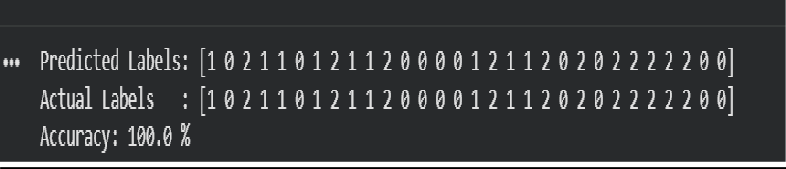 Predicted Labels: [1 0 2 1 1 0 1 2 1 1 2 0 0 0 0 1 2 1 1 2 0 2 0 2 2 2 2 2 0 0]
Actual Labels : [1 0 2 1 1 0 1 2 1 1 2 0 0 0 0 1 2 1 1 2 0 2 0 2 2 2 2 2 0 0]
Accuracy: 100.0 %